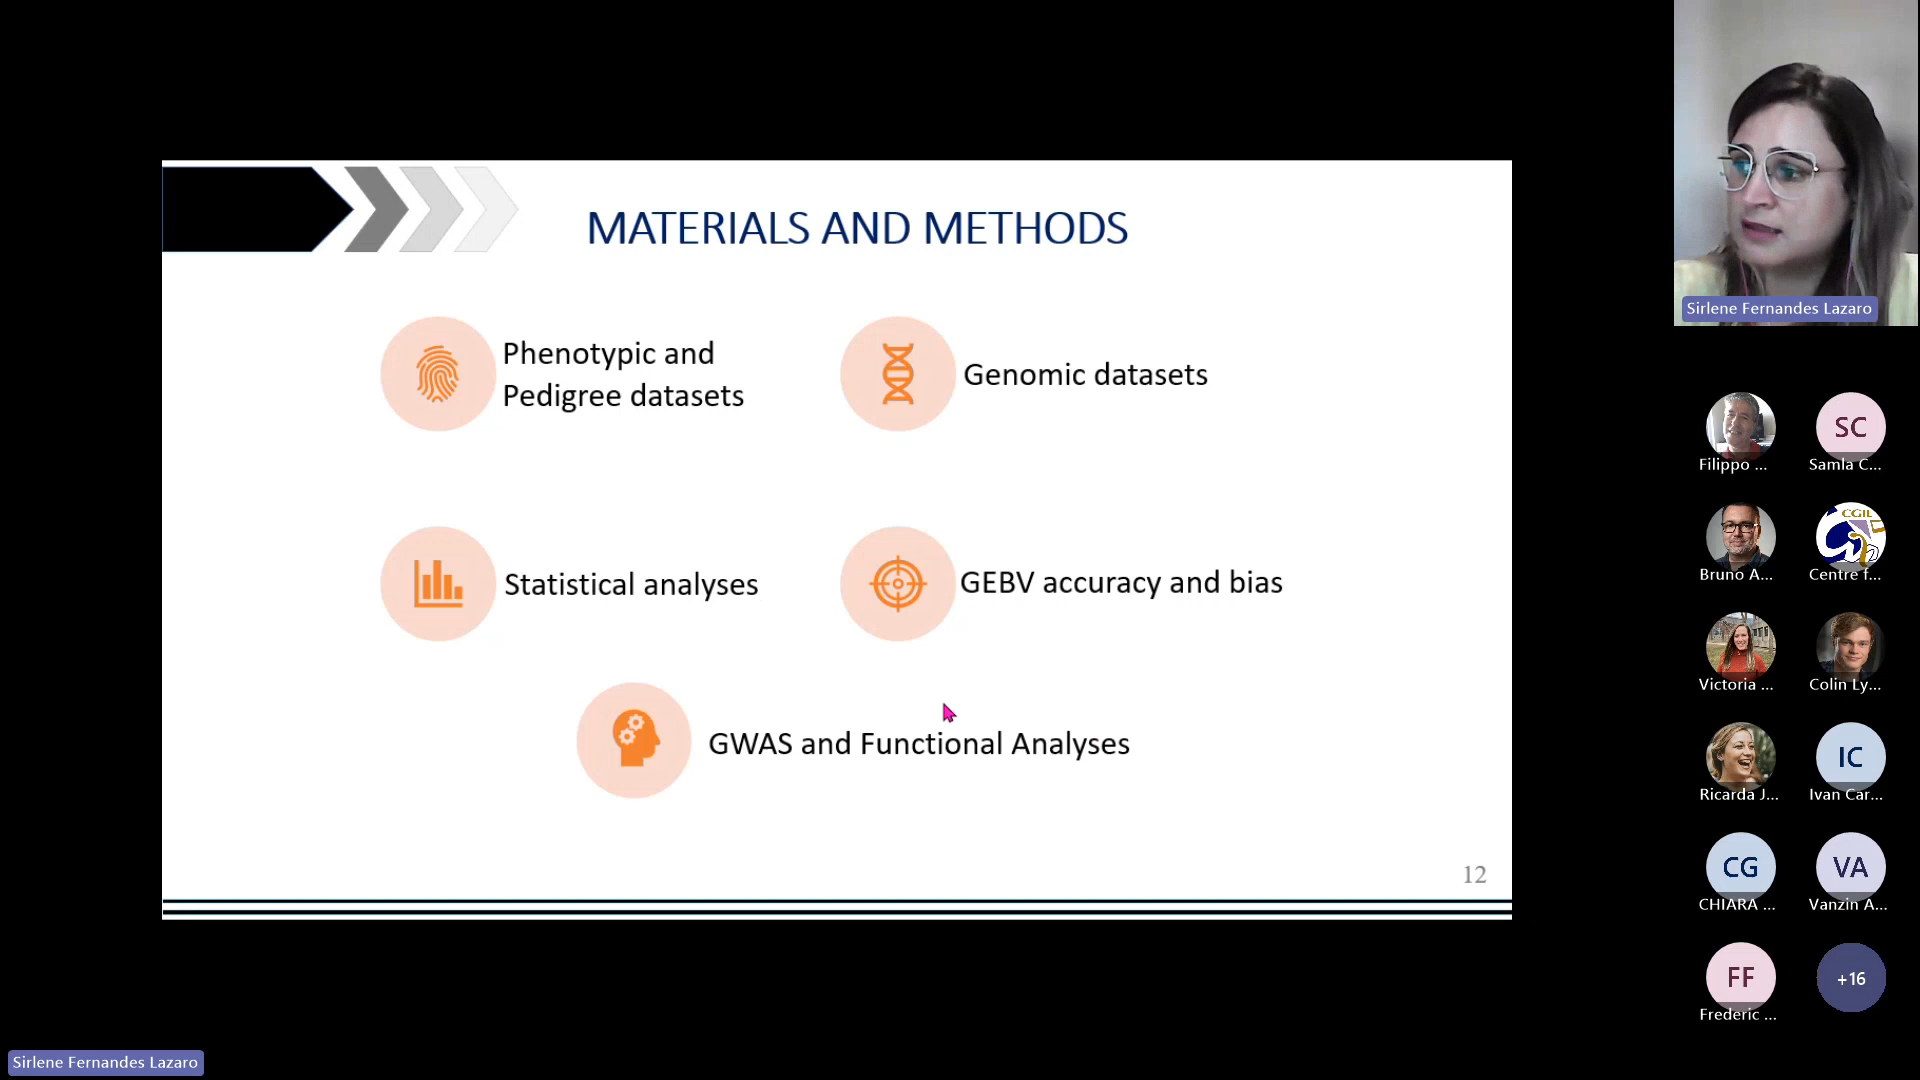 MATERIALS AND METHODS
Phenotypic and
Pedigree datasets
Genomic datasets
Statistical analyses
GEBV accuracy and bias
GWAS and Functional Analyses
12
Sirlene Fernandes Lazaro
Filippo ...
SC
Samla C...
Bruno A...
CGIL
Centre f...
Victoria ...
Colin Ly...
Ricarda J...
IC
Ivan Car...
CG
CHIARA ...
VA
Vanzin A...
FF
Frederic ...
+16
Sirlene Fernandes Lazaro